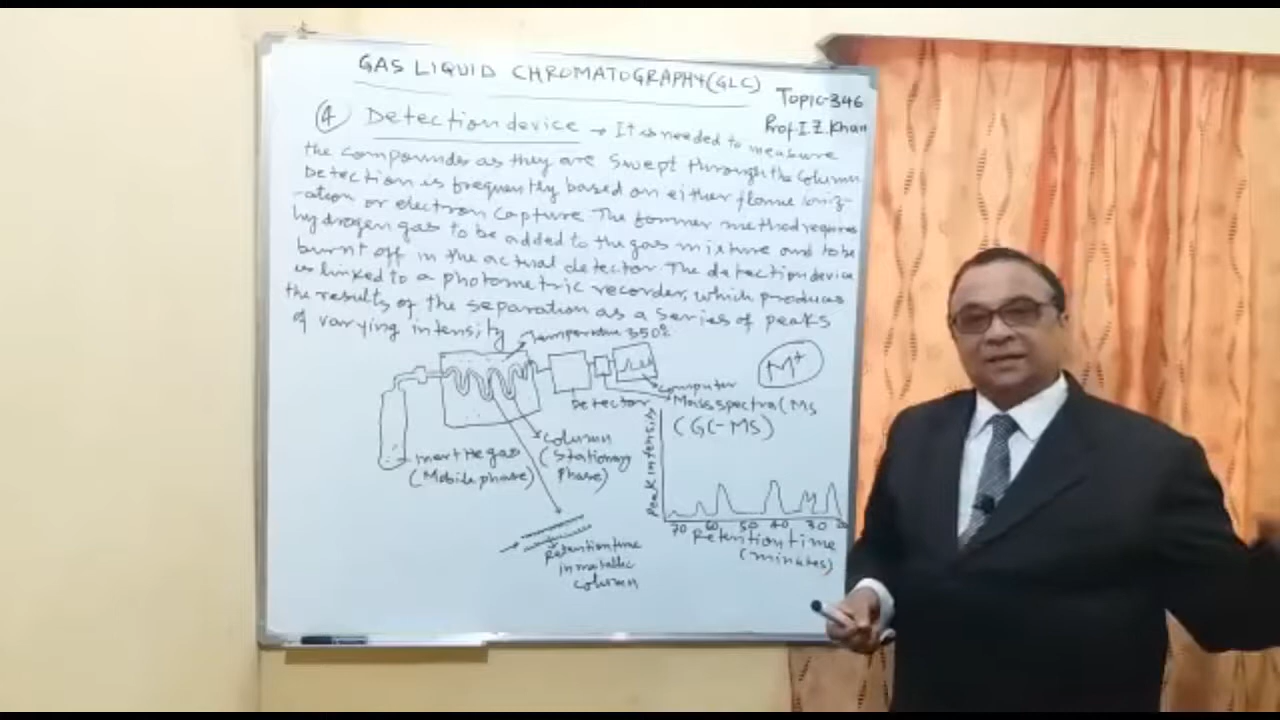 GAS LIQUID CHROMATOGRAPHY (GLC)
Topic-346
Prof. I.Z. Khan
4 Detection device → It is needed to measure
the compounds as they are swept through the column
Detection is frequently based on either flame ioniz-
-ation or electron capture. The former method requires
hydrogen gas to be added to the gas mixture and to be
burnt off in the actual detector. The detection device
is linked to a photometric recorder, which produces
the results of the separation as a series of peaks
of varying intensity
Temperature 350°
M+
Computer
Detector
Mass spectra (MS
(GC-MS)
Column
(Stationary
Phase)
Inert He gas
(Mobile phase)
Peak intensity
70 60 50 40 30
Retention time
(minutes)
Retention time
in metallic
column